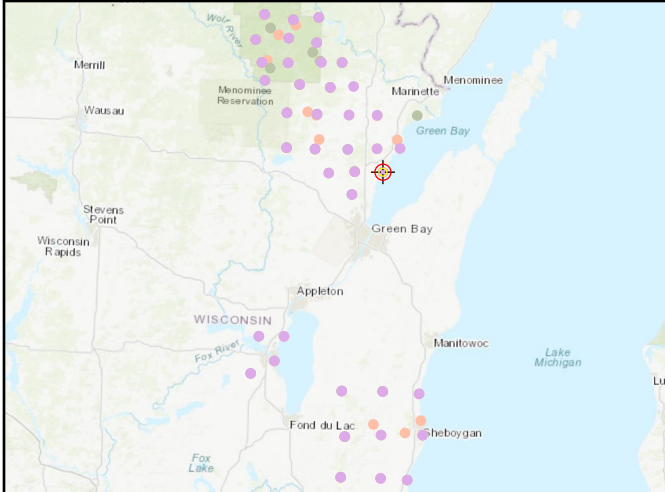 Wolf
River
Merrill
Menominee
Menominee
Reservation
Marinette
Wausau
Green Bay
Stevens
Point
Green Bay
Wisconsin
Rapids
Appleton
WISCONSIN
Fox River
Manitowoc
Lake
Michigan
Lu
Fond du Lac
Sheboygan
Fox
Lake